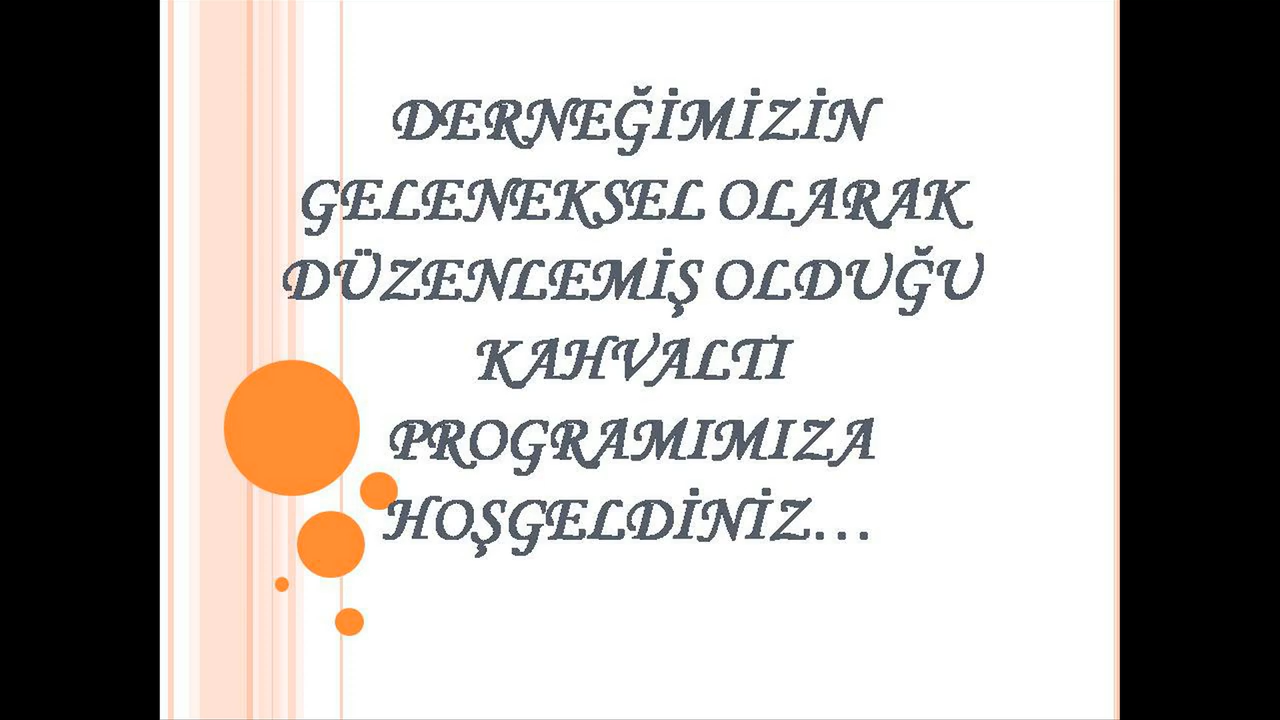 DERNEĞİMİZİN
GELENEKSEL OLARAK
DÜZENLEMİŞ OLDUĞU
KAHVALTI
PROGRAMIMIZA
HOŞGELDİNİZ...